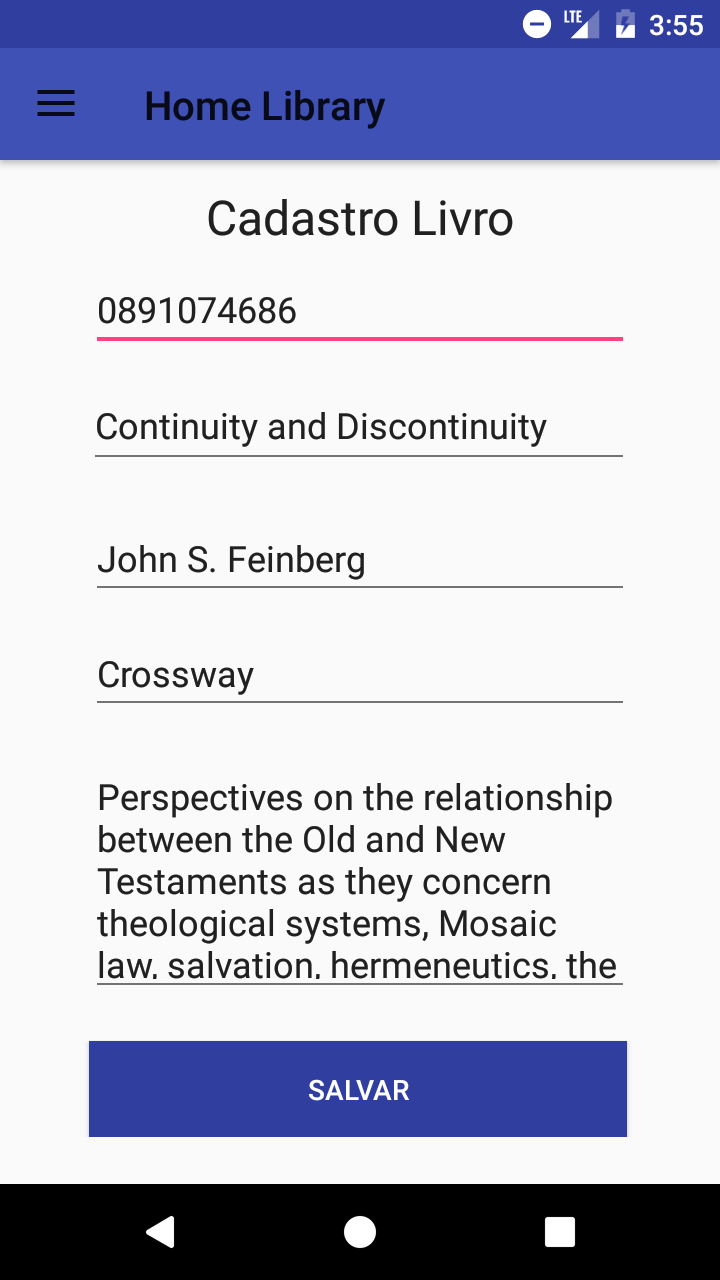 LTE 3:55
Home Library
Cadastro Livro
0891074686
Continuity and Discontinuity
John S. Feinberg
Crossway
Perspectives on the relationship
between the Old and New
Testaments as they concern
theological systems, Mosaic
law, salvation, hermeneutics, the
SALVAR